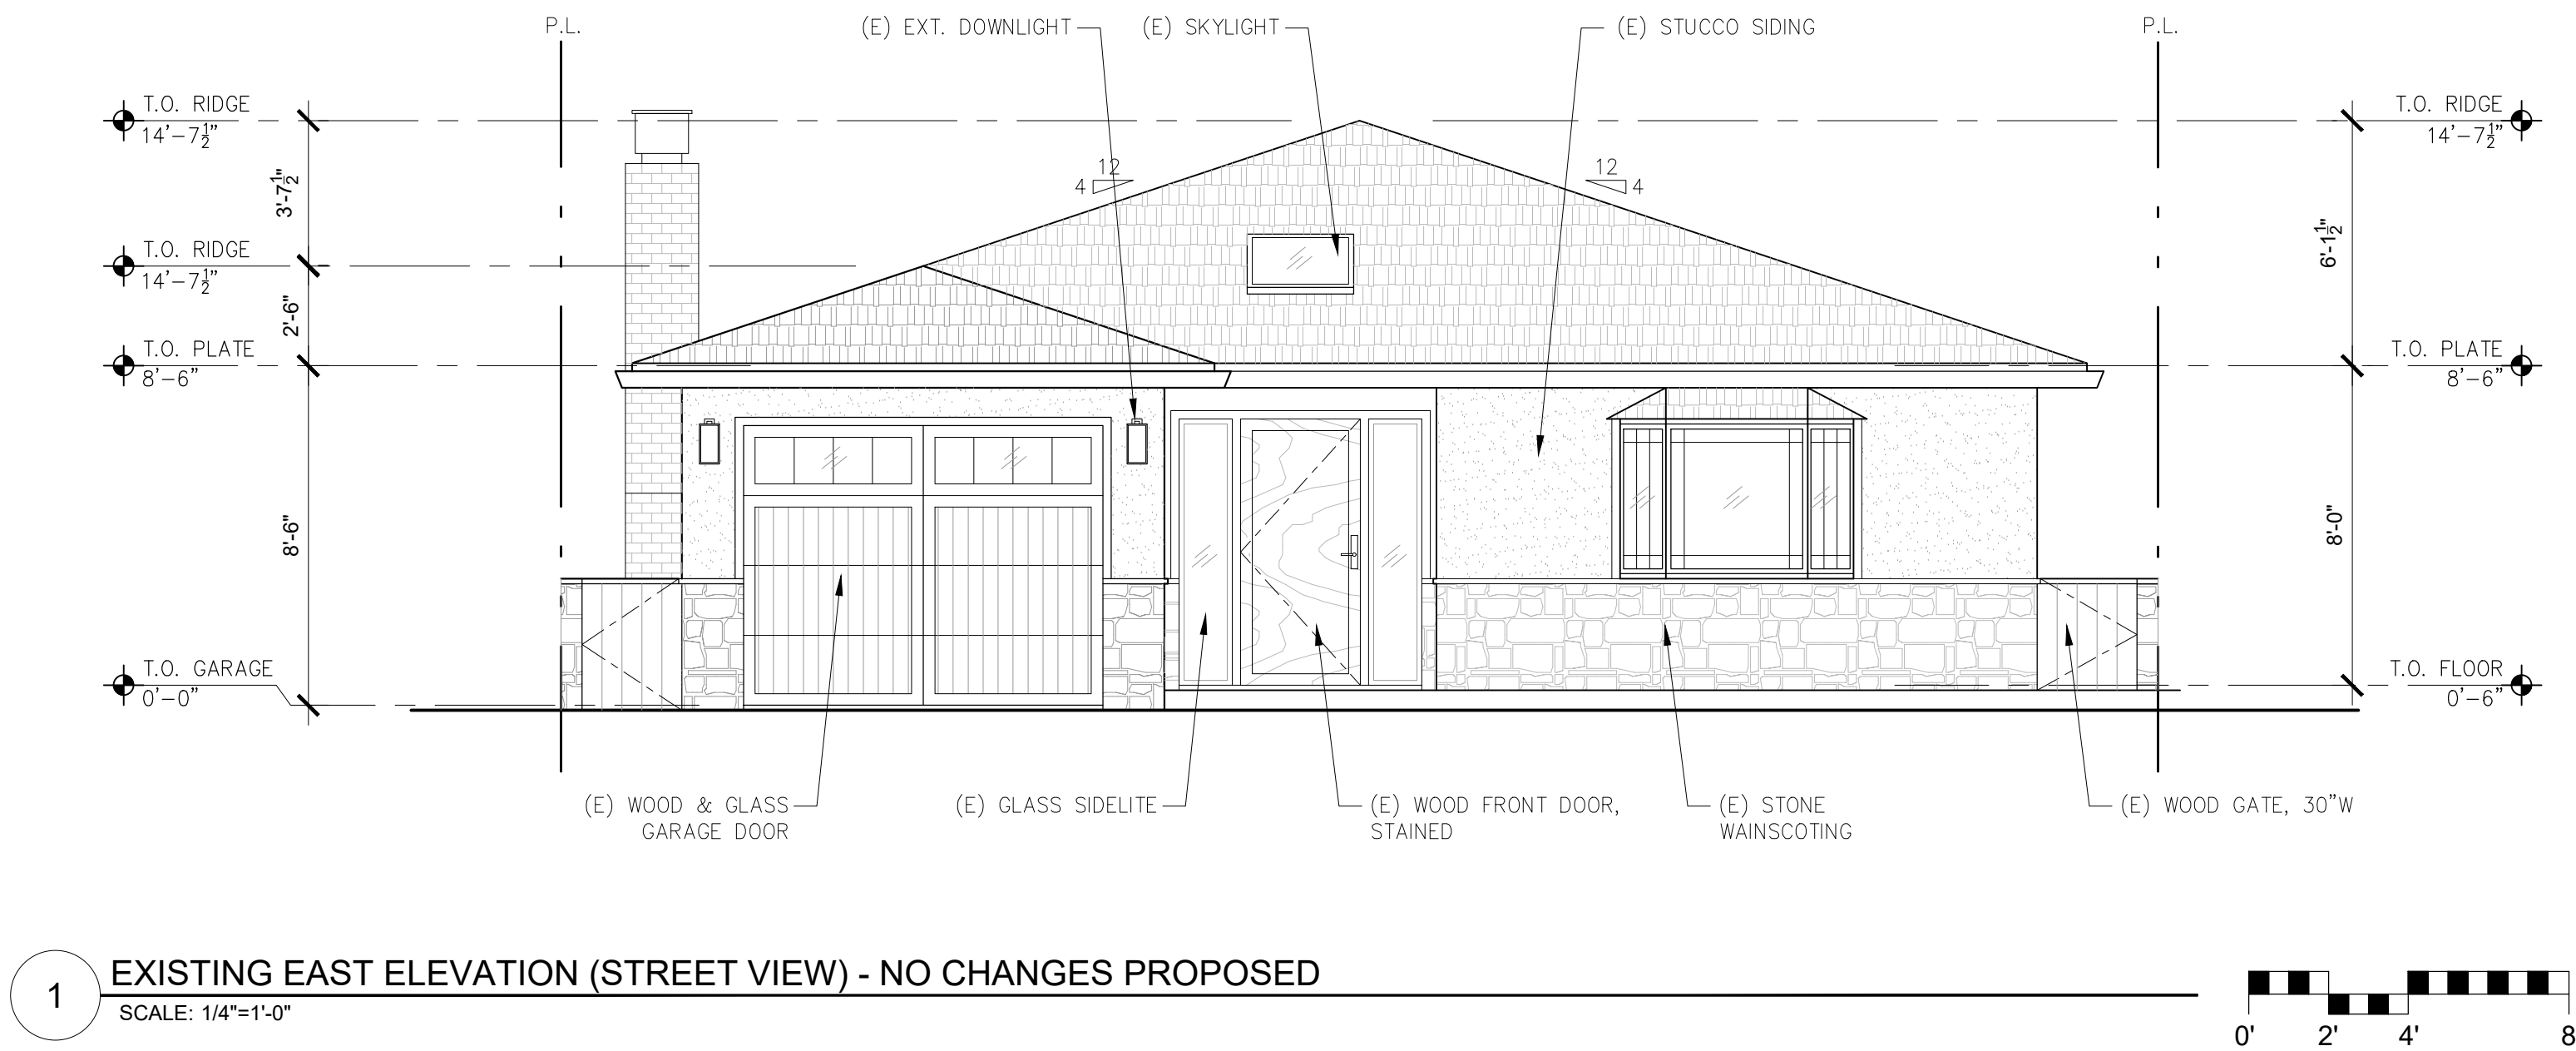 P.L.
(E) EXT. DOWNLIGHT
(E) SKYLIGHT
(E) STUCCO SIDING
P.L.
T.O. RIDGE
14'-7½"
T.O. RIDGE
14'-7½"
3'-7½"
12
4
12
4
T.O. RIDGE
14'-7½"
6'-1½"
2'-6"
T.O. PLATE
8'-6"
T.O. PLATE
8'-6"
8'-6"
8'-0"
T.O. GARAGE
0'-0"
T.O. FLOOR
0'-6"
(E) WOOD & GLASS
GARAGE DOOR
(E) GLASS SIDELITE
(E) WOOD FRONT DOOR,
STAINED
(E) STONE
WAINSCOTING
(E) WOOD GATE, 30"W
1
EXISTING EAST ELEVATION (STREET VIEW) - NO CHANGES PROPOSED
SCALE: 1/4"=1'-0"
0' 2' 4' 8